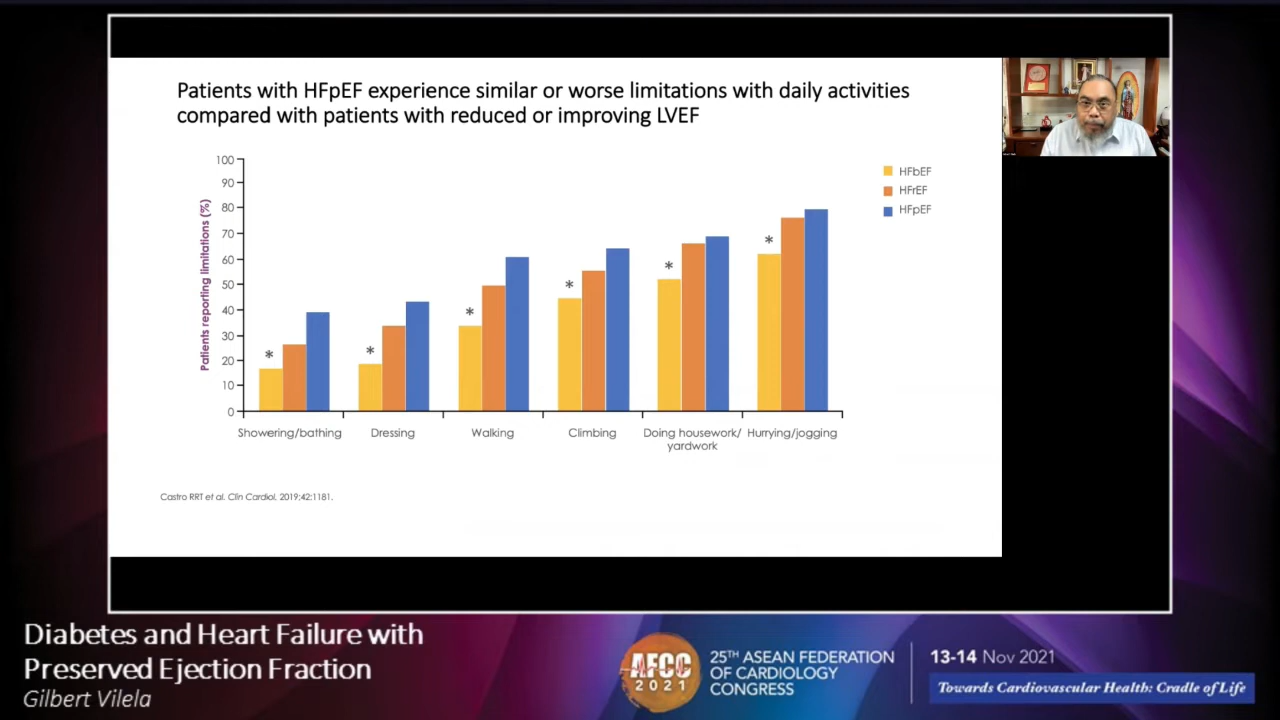 Patients with HFpEF experience similar or worse limitations with daily activities
compared with patients with reduced or improving LVEF
Patients reporting limitations (%)
100
90
80
70
60
50
40
30
20
10
0
*
*
*
*
*
*
HFbEF
HFrEF
HFpEF
Showering/bathing
Dressing
Walking
Climbing
Doing housework/
yardwork
Hurrying/jogging
Castro RRT et al. Clin Cardiol, 2019;42:1181.
Diabetes and Heart Failure with
Preserved Ejection Fraction
Gilbert Vilela
AFCC
2021
25TH ASEAN FEDERATION
OF CARDIOLOGY
CONGRESS
13-14 Nov 2021
Towards Cardiovascular Health: Cradle of Life